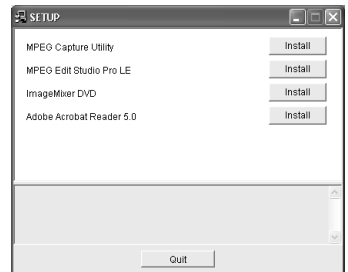 SETUP
MPEG Capture Utility Install
MPEG Edit Studio Pro LE Install
ImageMixer DVD Install
Adobe Acrobat Reader 5.0 Install
Quit